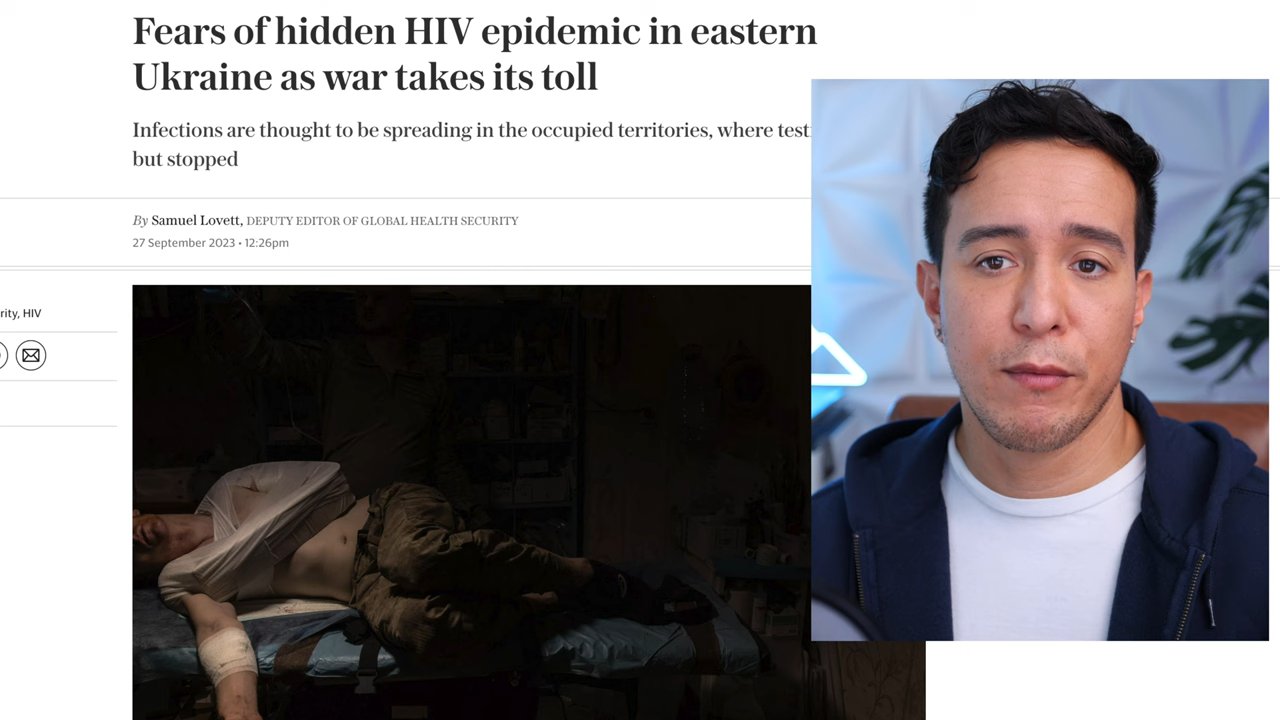 Fears of hidden HIV epidemic in eastern
Ukraine as war takes its toll
Infections are thought to be spreading in the occupied territories, where
but stopped
By Samuel Lovett, DEPUTY EDITOR OF GLOBAL HEALTH SECURITY
27 September 2023 • 12:26pm
HIV